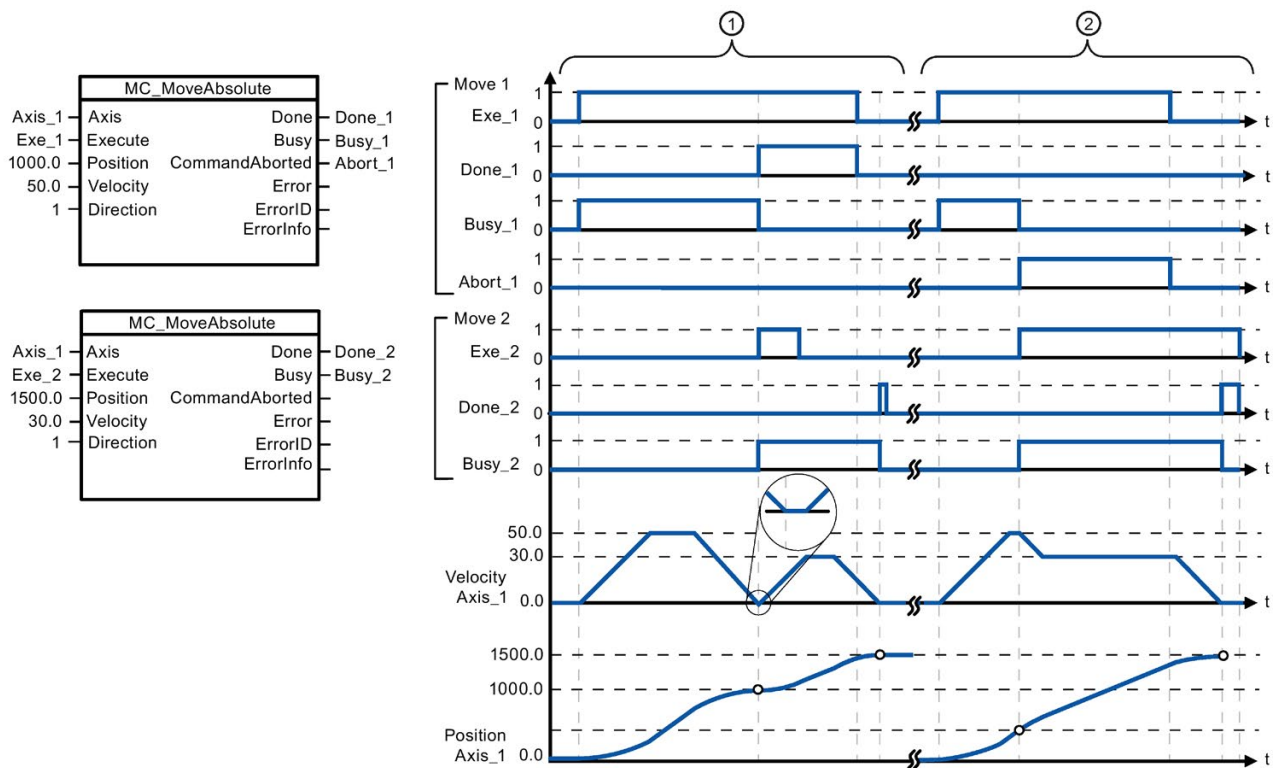 MC_MoveAbsolute
Axis_1 Axis Done Done_1
Exe_1 Execute Busy Busy_1
1000.0 Position CommandAborted Abort_1
50.0 Velocity Error
1 Direction ErrorID
ErrorInfo
MC_MoveAbsolute
Axis_1 Axis Done Done_2
Exe_2 Execute Busy Busy_2
1500.0 Position CommandAborted
30.0 Velocity Error
1 Direction ErrorID
ErrorInfo
1 2
Move 1
Exe_1 1 0 t
Done_1 1 0 t
Busy_1 1 0 t
Abort_1 1 0 t
Move 2
Exe_2 1 0 t
Done_2 1 0 t
Busy_2 1 0 t
50.0
30.0
Velocity
Axis_1 0.0 t
1500.0
1000.0
Position
Axis_1 0.0 t